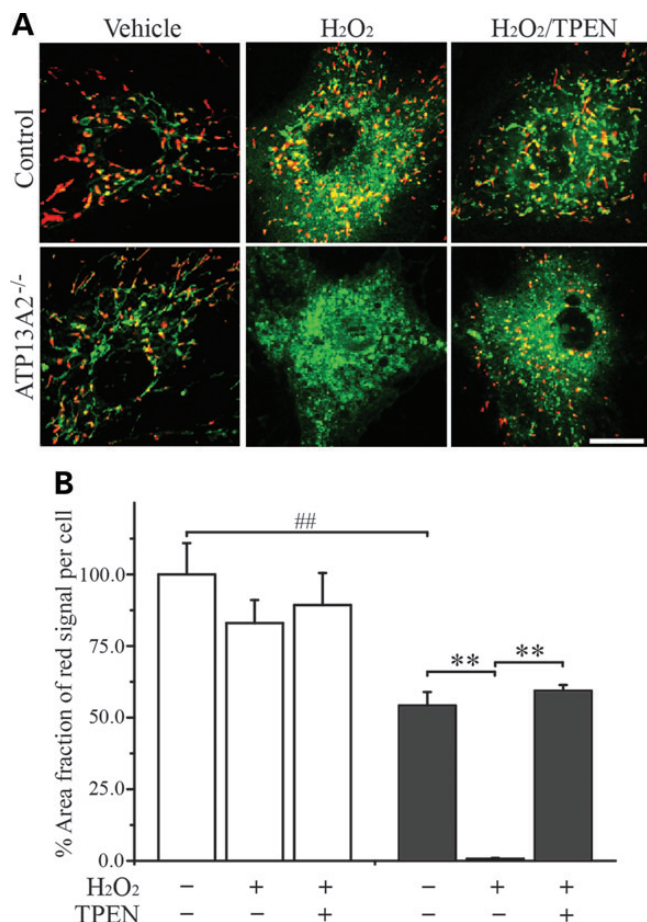 A
Vehicle H₂O₂ H₂O₂/TPEN
Control
ATP13A2⁻/⁻
B
% Area fraction of red signal per cell
##
100.0
75.0
** **
50.0
25.0
0.0
H₂O₂ − + + − + +
TPEN − − + − − +